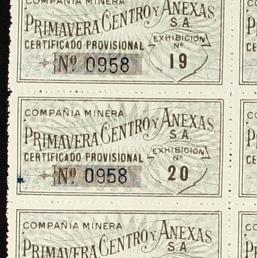 COMPAÑIA MINERA
PRIMAVERA CENTRO Y ANEXAS
S.A.
CERTIFICADO PROVISIONAL
EXHIBICION
Nº
Nº 0958
19
COMPAÑIA MINERA
PRIMAVERA CENTRO Y ANEXAS
S.A.
CERTIFICADO PROVISIONAL
EXHIBICION
Nº
Nº 0958
20
COMPAÑIA MINERA
PRIMAVERA CENTRO Y ANEXAS
S.A.